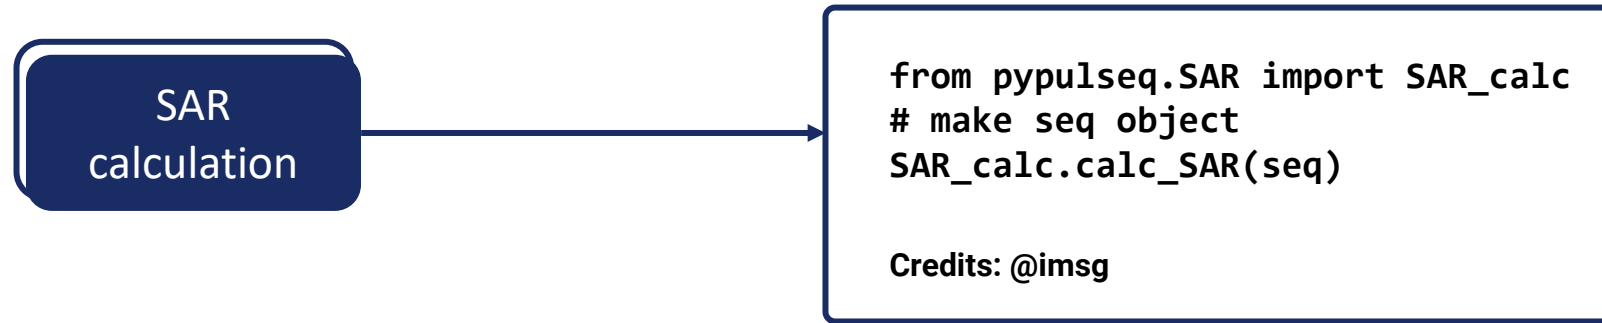 SAR
calculation
from pypulseq.SAR import SAR_calc
# make seq object
SAR_calc.calc_SAR(seq)
Credits: @imsg